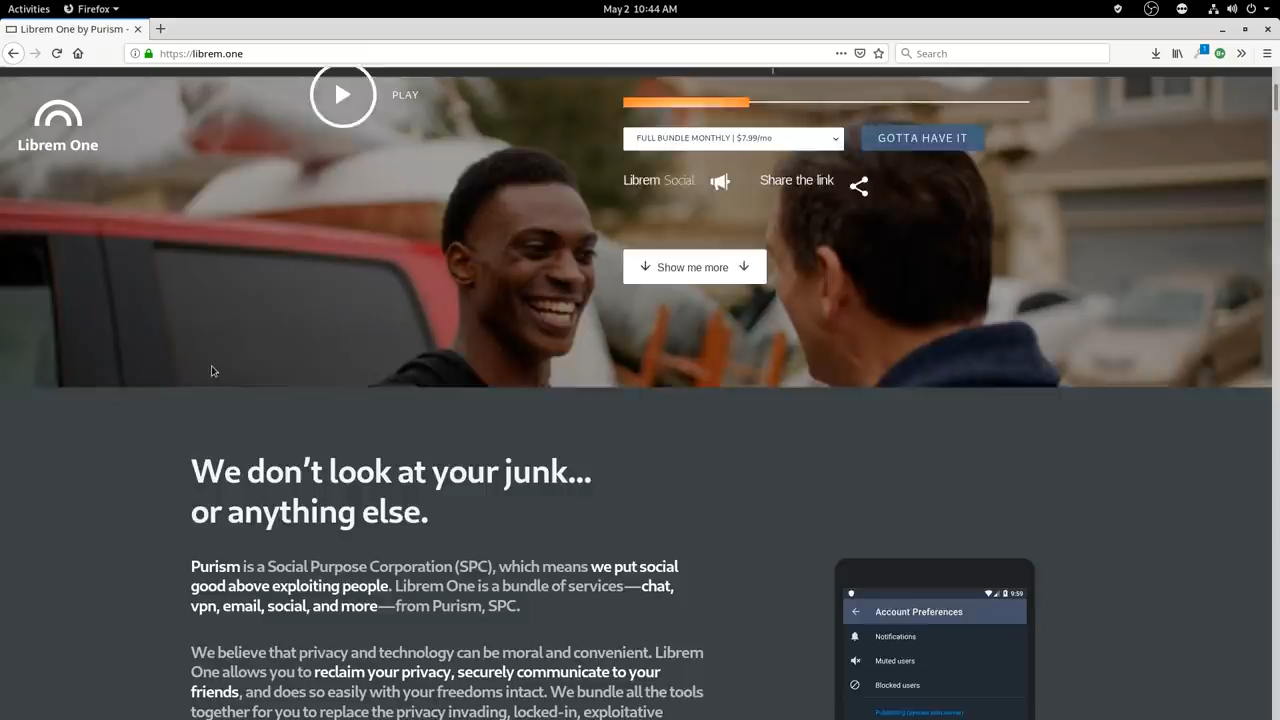 Activities
Firefox
May 2 10:44 AM
Librem One by Purism -
https://librem.one
Search
1
PLAY
Librem One
FULL BUNDLE MONTHLY | $7.99/mo
GOTTA HAVE IT
Librem Social
Share the link
Show me more
We don't look at your junk...
or anything else.
Purism is a Social Purpose Corporation (SPC), which means we put social
good above exploiting people. Librem One is a bundle of services—chat,
vpn, email, social, and more—from Purism, SPC.
We believe that privacy and technology can be moral and convenient. Librem
One allows you to reclaim your privacy, securely communicate to your
friends, and does so easily with your freedoms intact. We bundle all the tools
together for you to replace the privacy invading, locked-in, exploitative
9:59
Account Preferences
Notifications
Muted users
Blocked users